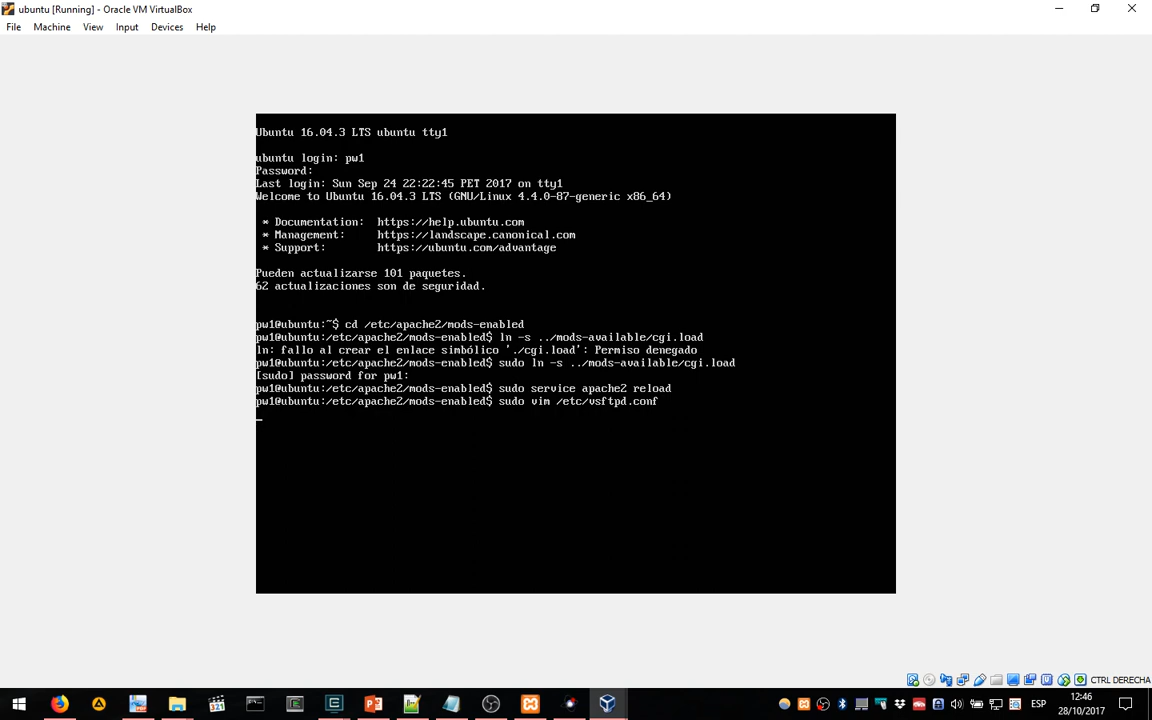 ubuntu [Running] - Oracle VM VirtualBox
File Machine View Input Devices Help
Ubuntu 16.04.3 LTS ubuntu tty1
ubuntu login: pw1
Password:
Last login: Sun Sep 24 22:22:45 PET 2017 on tty1
Welcome to Ubuntu 16.04.3 LTS (GNU/Linux 4.4.0-87-generic x86_64)
* Documentation: https://help.ubuntu.com
* Management: https://landscape.canonical.com
* Support: https://ubuntu.com/advantage
Pueden actualizarse 101 paquetes.
62 actualizaciones son de seguridad.
pw1@ubuntu:~$ cd /etc/apache2/mods-enabled
pw1@ubuntu:/etc/apache2/mods-enabled$ ln -s ../mods-available/cgi.load
ln: fallo al crear el enlace simbólico './cgi.load': Permiso denegado
pw1@ubuntu:/etc/apache2/mods-enabled$ sudo ln -s ../mods-available/cgi.load
[sudo] password for pw1:
pw1@ubuntu:/etc/apache2/mods-enabled$ sudo service apache2 reload
pw1@ubuntu:/etc/apache2/mods-enabled$ sudo vim /etc/vsftpd.conf
CTRL DERECHA
ESP
12:46
28/10/2017